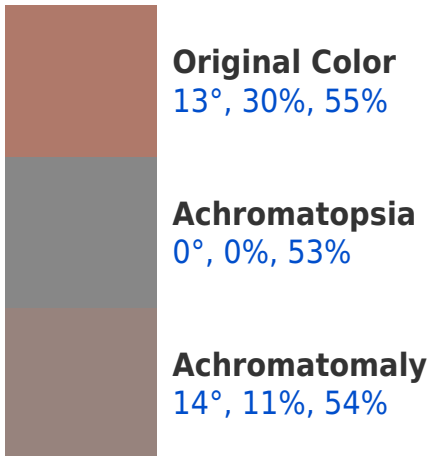 Original Color
13°, 30%, 55%
Achromatopsia
0°, 0%, 53%
Achromatomaly
14°, 11%, 54%